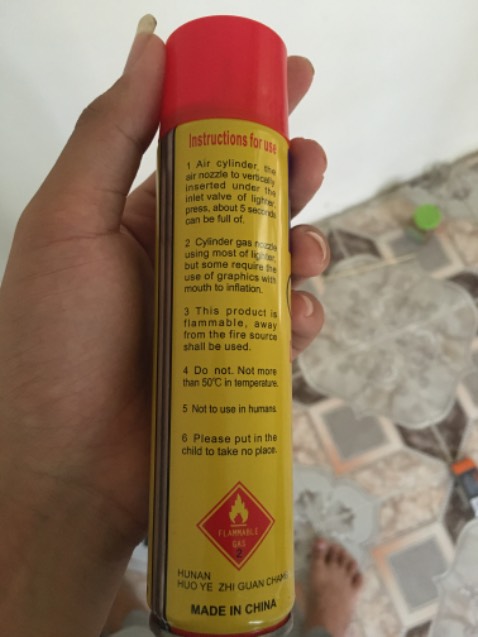 Instructions for use
1 Air cylinder, the
air nozzle to vertically
inserted under the
inlet valve of lighter,
press, about 5 seconds
can be full of.
2 Cylinder gas nozzle
using most of lighter,
but some require the
use of graphics with
mouth to inflation.
3 This product is
flammable, away
from the fire source
shall be used.
4 Do not. Not more
than 50℃ in temperature.
5 Not to use in humans.
6 Please put in the
child to take no place.
FLAMMABLE
GAS
2
HUNAN
HUO YE ZHI GUAN
MADE IN CHINA